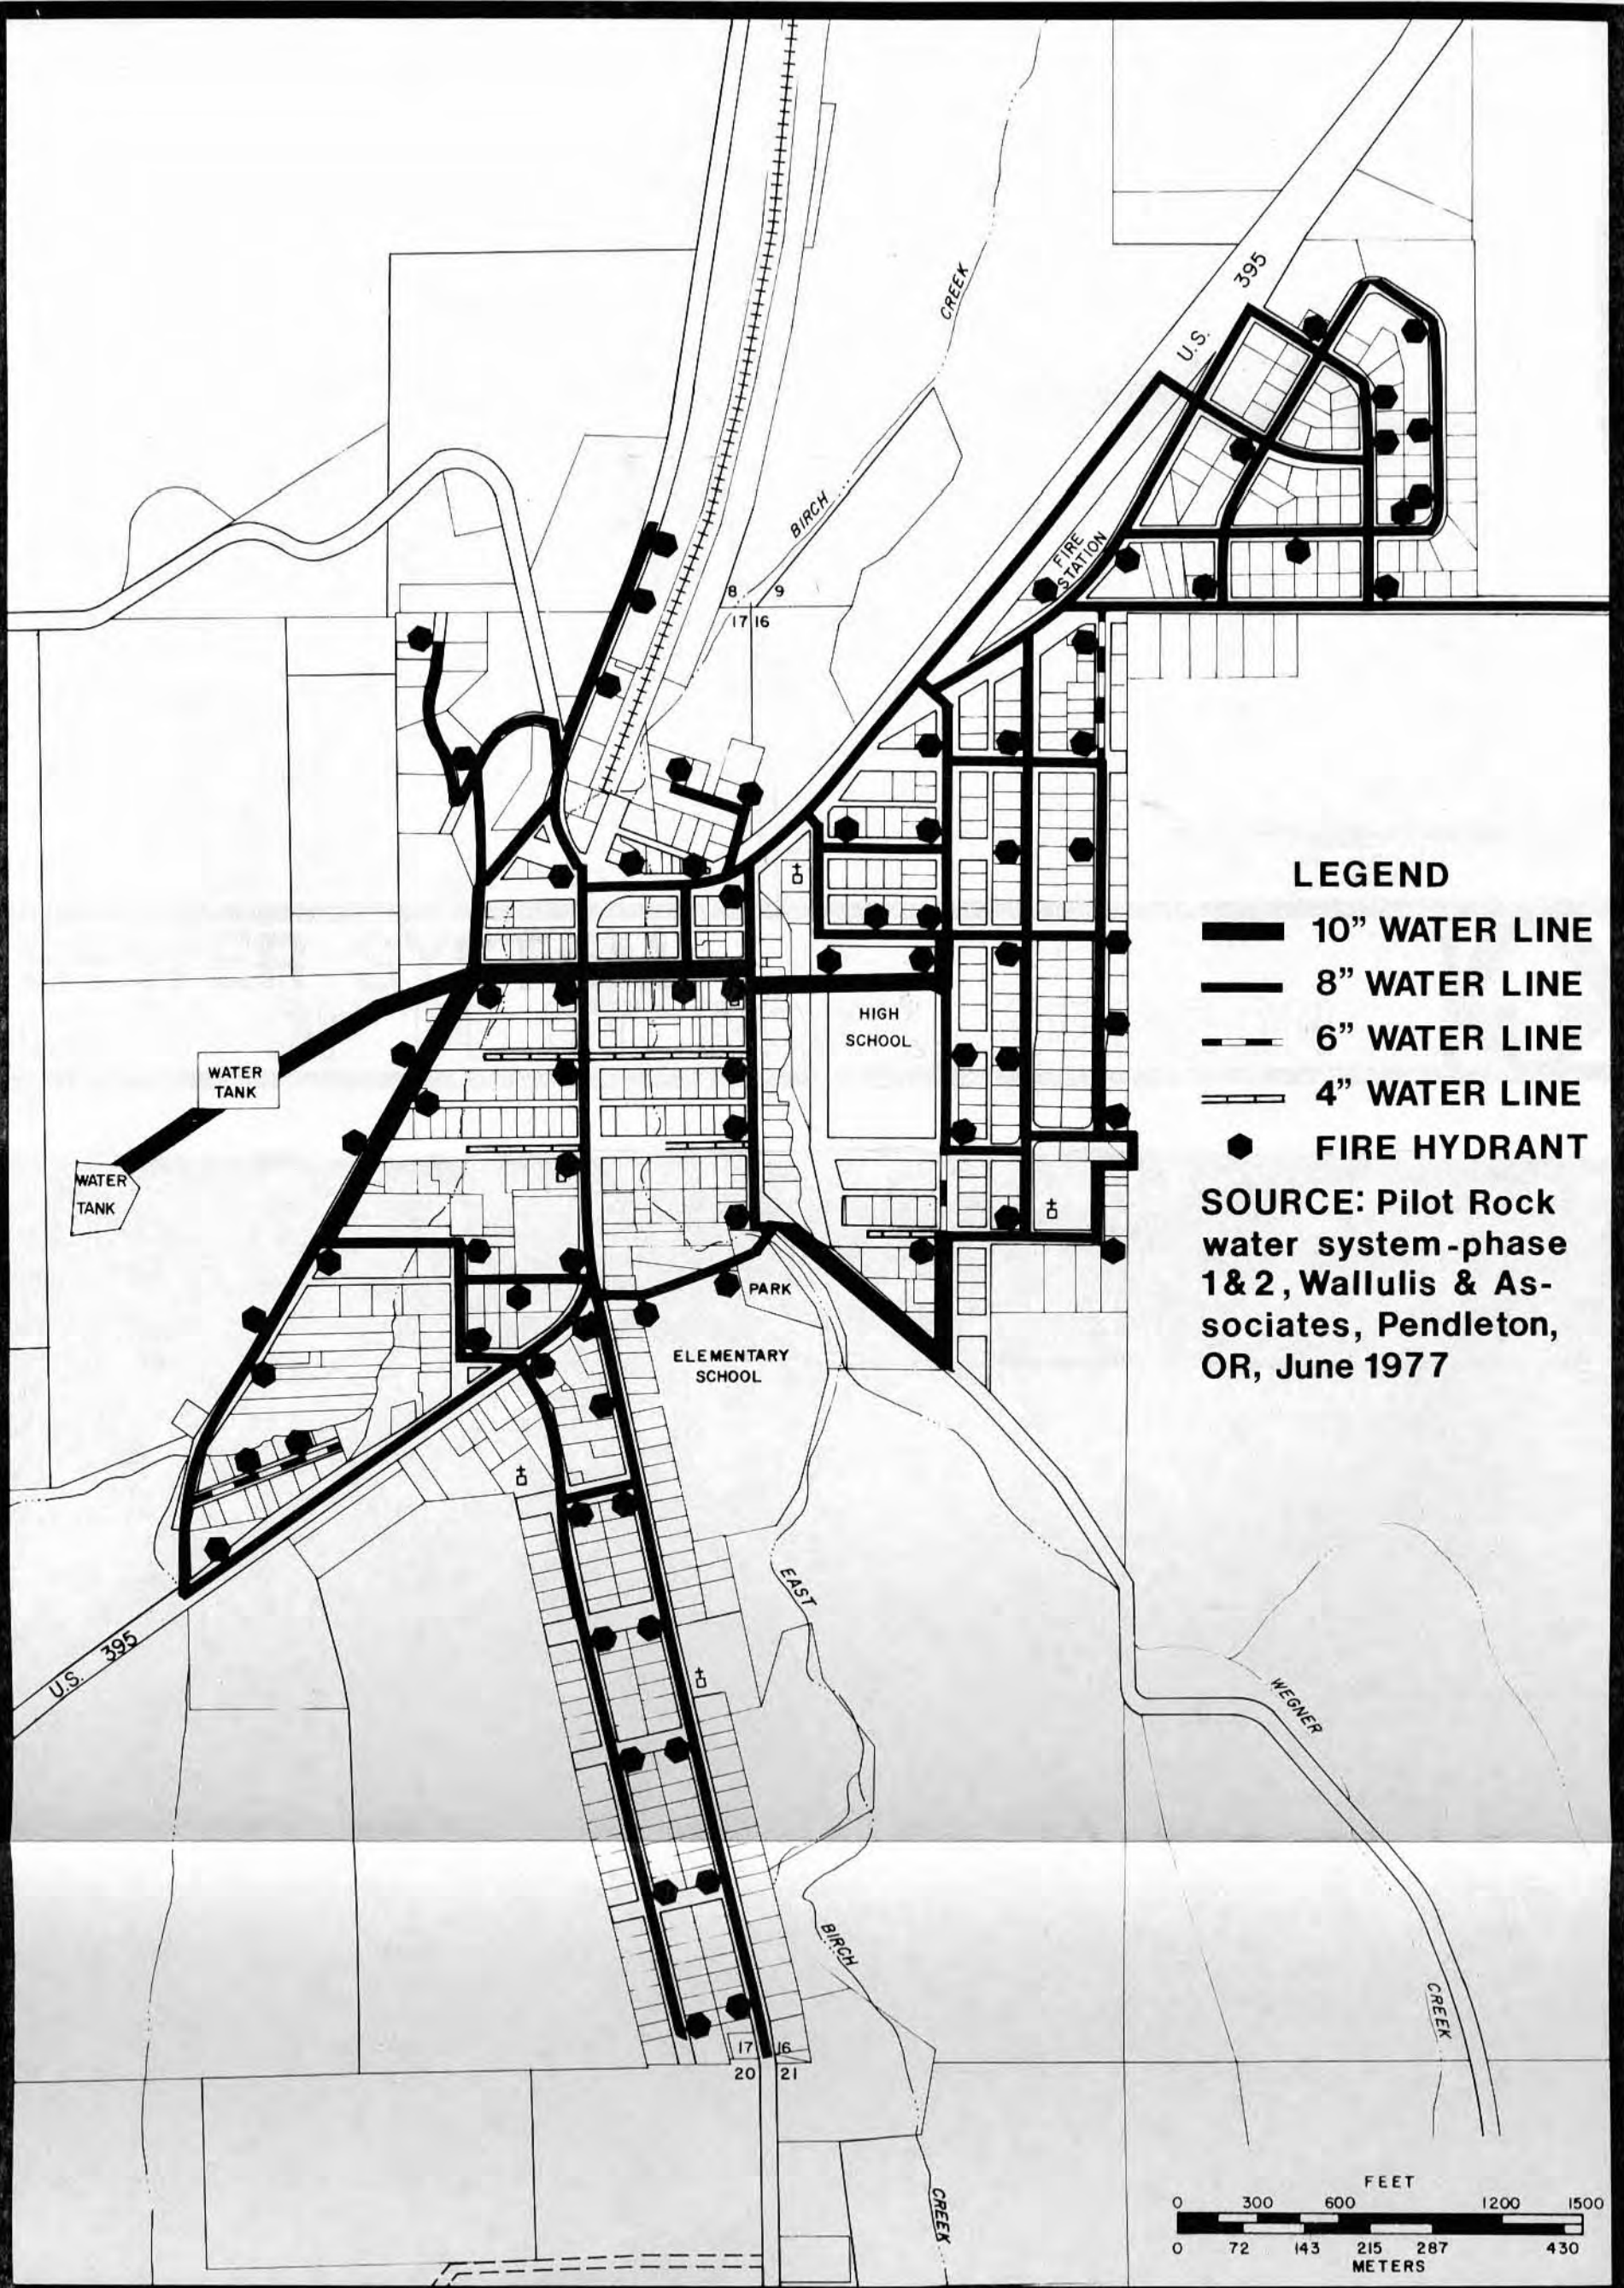 CREEK
395
U.S.
BIRCH
FIRE
STATION
8 9
17 16
LEGEND
10” WATER LINE
8” WATER LINE
6” WATER LINE
4” WATER LINE
FIRE HYDRANT
SOURCE: Pilot Rock
water system-phase
1&2, Wallulis & As-
sociates, Pendleton,
OR, June 1977
HIGH
SCHOOL
WATER
TANK
WATER
TANK
PARK
ELEMENTARY
SCHOOL
EAST
U.S. 395
WEGNER
BIRCH
CREEK
17 16
20 21
CREEK
FEET
0 300 600 1200 1500
0 72 143 215 287 430
METERS